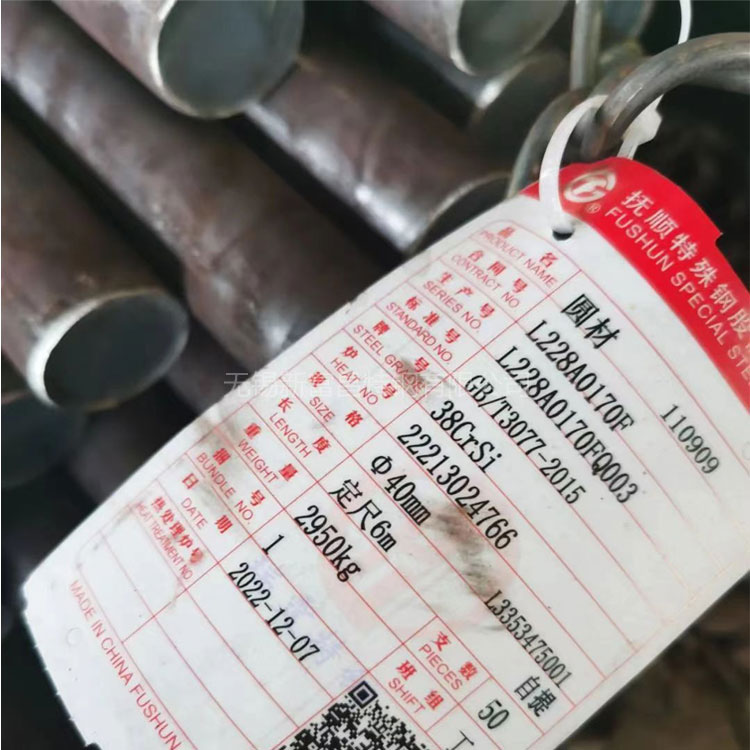 抚顺特殊钢股
FUSHUN SPECIAL STE
品名 圆材
PRODUCT NAME
合同号 L228A0170F 110909
CONTRACT NO.
生产号 L228A0170FQ003
SERIES NO.
标准号 GB/T3077-2015
STANDARD NO.
牌号 38CrSi
STEEL GRADE
炉号 22213024766
HEAT NO.
规格 Φ40mm
SIZE
长度 定尺6m L3353475001
LENGTH
重量 2950kg 自提
WEIGHT
捆号 1 支数 50
BUNDLE NO. PIECES
日期 2022-12-07 班组
DATE SHIFT
热处理炉号
HEAT TREATMENT NO.
MADE IN CHINA FUSHUN